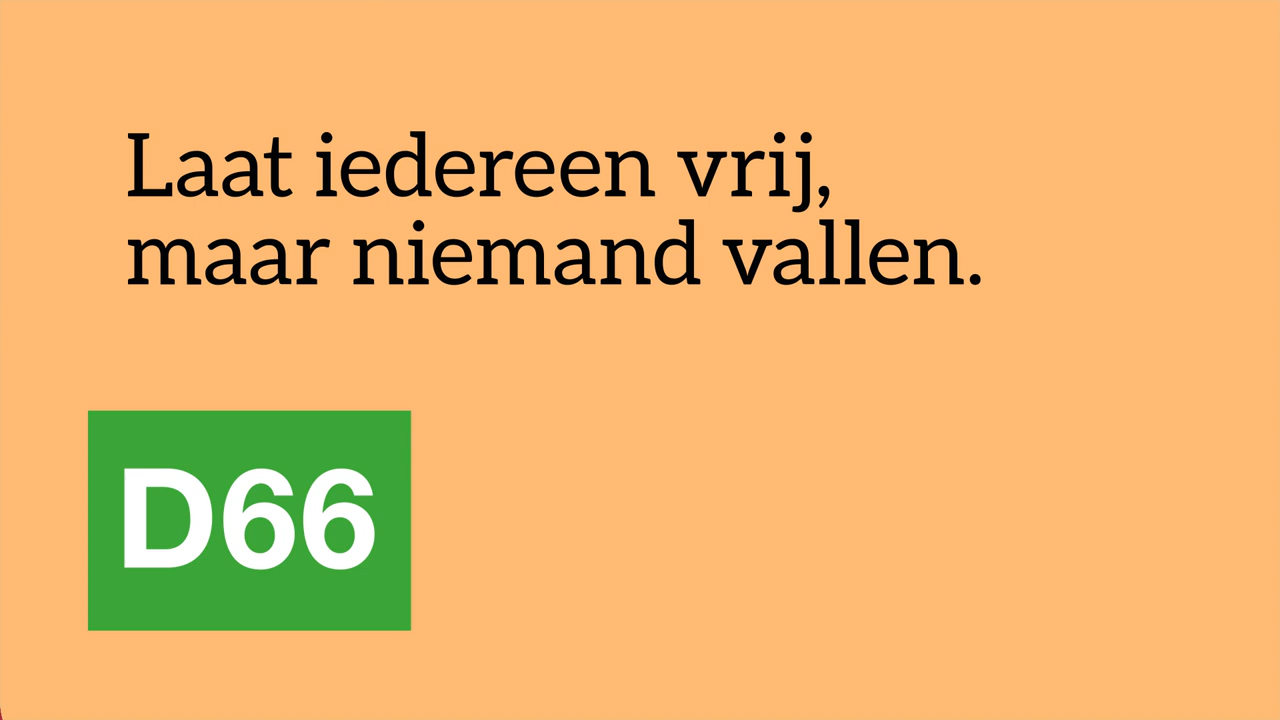 Laat iedereen vrij,
maar niemand vallen.
D66